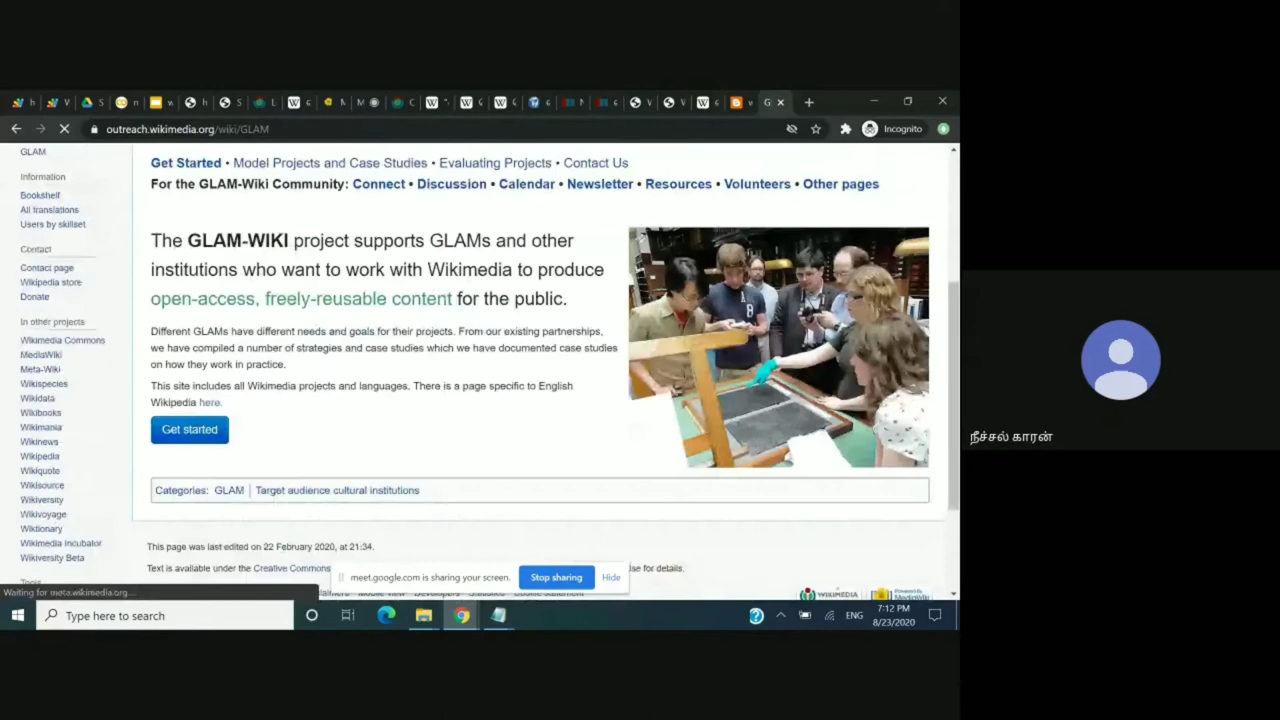 outreach.wikimedia.org/wiki/GLAM
Incognito
GLAM
Information
Bookshelf
All translations
Users by skillset
Contact
Contact page
Wikipedia store
Donate
In other projects
Wikimedia Commons
MediaWiki
Meta-Wiki
Wikispecies
Wikidata
Wikibooks
Wikimania
Wikinews
Wikipedia
Wikiquote
Wikisource
Wikiversity
Wikivoyage
Wiktionary
Wikimedia Incubator
Wikiversity Beta
Tools
Get Started • Model Projects and Case Studies • Evaluating Projects • Contact Us
For the GLAM-Wiki Community: Connect • Discussion • Calendar • Newsletter • Resources • Volunteers • Other pages
The GLAM-WIKI project supports GLAMs and other
institutions who want to work with Wikimedia to produce
open-access, freely-reusable content for the public.
Different GLAMs have different needs and goals for their projects. From our existing partnerships,
we have compiled a number of strategies and case studies which we have documented case studies
on how they work in practice.
This site includes all Wikimedia projects and languages. There is a page specific to English
Wikipedia here.
Get started
Categories: GLAM | Target audience cultural institutions
This page was last edited on 22 February 2020, at 21:34.
Text is available under the Creative Commons
for details.
meet.google.com is sharing your screen. Stop sharing Hide
Waiting for meta.wikimedia.org...
WIKIMEDIA
MediaWiki
Type here to search
ENG
7:12 PM
8/23/2020
நீச்சல் காரன்